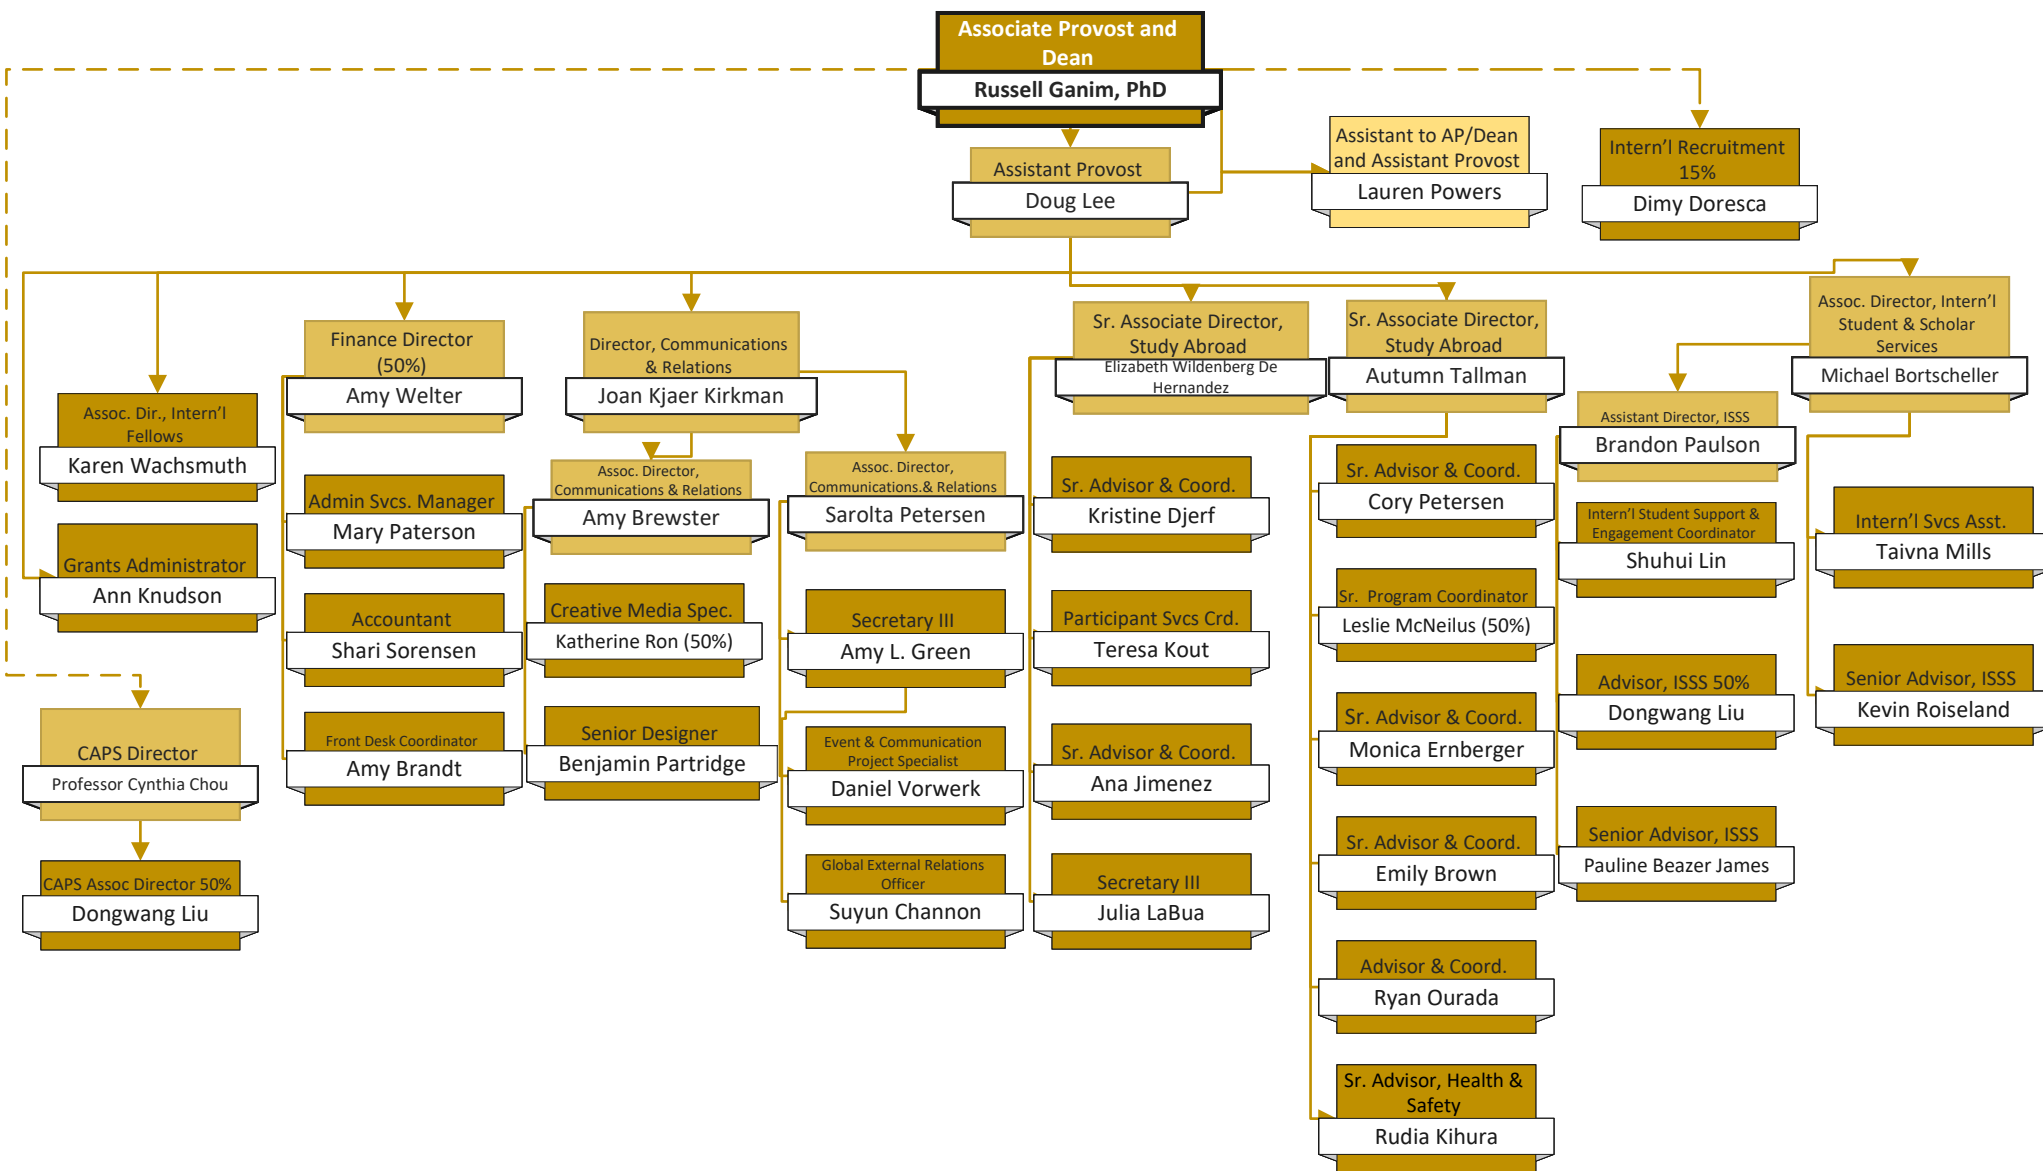 Associate Provost and
Dean
Russell Ganim, PhD
Assistant Provost
Doug Lee
Assistant to AP/Dean
and Assistant Provost
Lauren Powers
Intern’l Recruitment
15%
Dimy Doresca
Assoc. Dir., Intern’l
Fellows
Karen Wachsmuth
Grants Administrator
Ann Knudson
CAPS Director
Professor Cynthia Chou
CAPS Assoc Director 50%
Dongwang Liu
Finance Director
(50%)
Amy Welter
Admin Svcs. Manager
Mary Paterson
Accountant
Shari Sorensen
Front Desk Coordinator
Amy Brandt
Director, Communications
& Relations
Joan Kjaer Kirkman
Assoc. Director,
Communications & Relations
Amy Brewster
Creative Media Spec.
Katherine Ron (50%)
Senior Designer
Benjamin Partridge
Assoc. Director,
Communications.& Relations
Sarolta Petersen
Secretary III
Amy L. Green
Event & Communication
Project Specialist
Daniel Vorwerk
Global External Relations
Officer
Suyun Channon
Sr. Associate Director,
Study Abroad
Elizabeth Wildenberg De
Hernandez
Sr. Advisor & Coord.
Kristine Djerf
Participant Svcs Crd.
Teresa Kout
Sr. Advisor & Coord.
Ana Jimenez
Secretary III
Julia LaBua
Sr. Associate Director,
Study Abroad
Autumn Tallman
Sr. Advisor & Coord.
Cory Petersen
Sr. Program Coordinator
Leslie McNeilus (50%)
Sr. Advisor & Coord.
Monica Ernberger
Sr. Advisor & Coord.
Emily Brown
Advisor & Coord.
Ryan Ourada
Sr. Advisor, Health &
Safety
Rudia Kihura
Assoc. Director, Intern’l
Student & Scholar
Services
Michael Bortscheller
Assistant Director, ISSS
Brandon Paulson
Intern’l Student Support &
Engagement Coordinator
Shuhui Lin
Advisor, ISSS 50%
Dongwang Liu
Senior Advisor, ISSS
Pauline Beazer James
Intern’l Svcs Asst.
Taivna Mills
Senior Advisor, ISSS
Kevin Roiseland